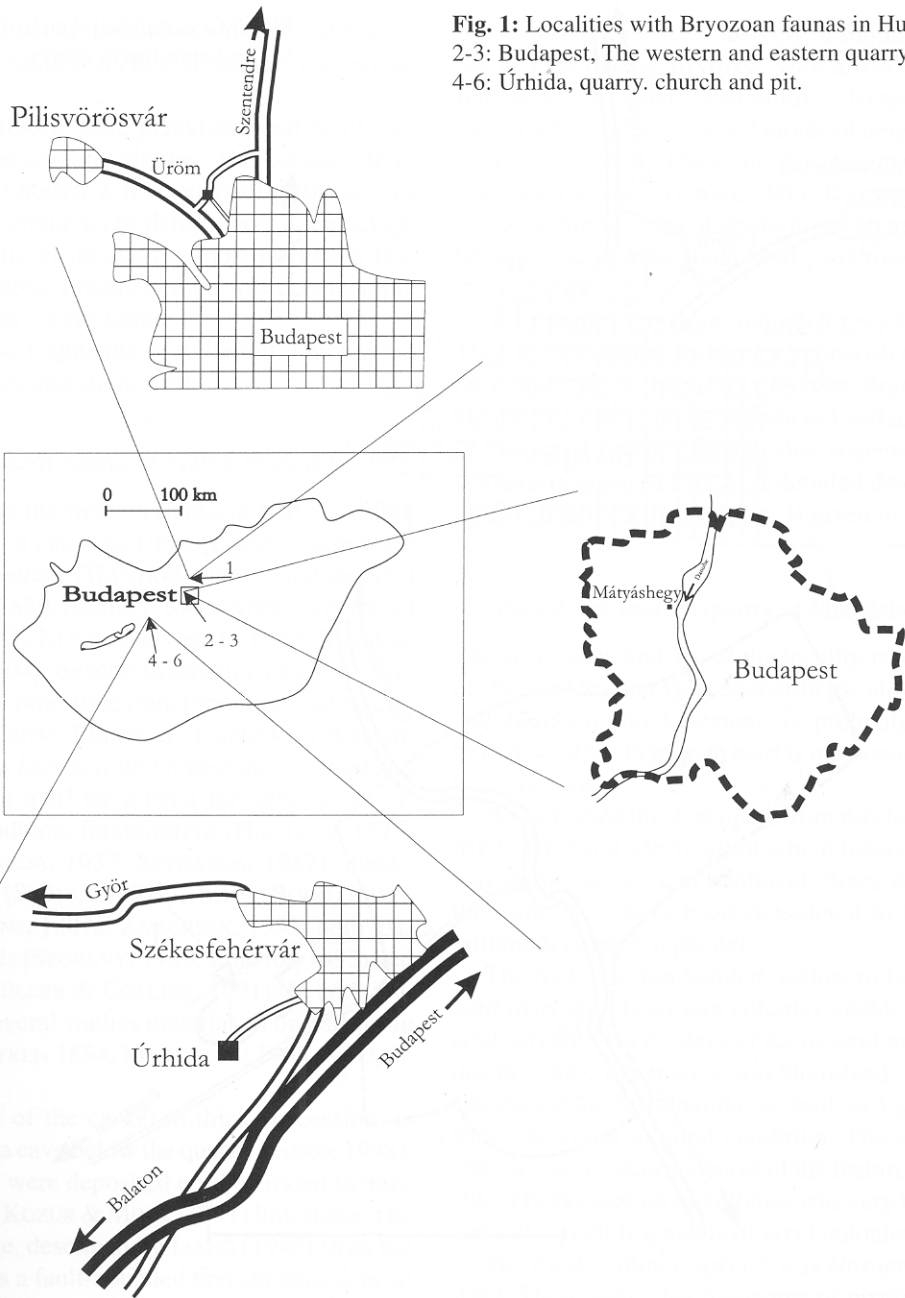 Fig. 1: Localities with Bryozoan faunas in Hu
2-3: Budapest, The western and eastern quarry
4-6: Úrhida, quarry. church and pit.
Szentendre
Pilisvörösvár
Üröm
Budapest
0 100 km
1
Budapest
2 - 3
4 - 6
Danube
Mátyáshegy
Budapest
Györ
Székesfehérvár
Budapest
Úrhida
Balaton